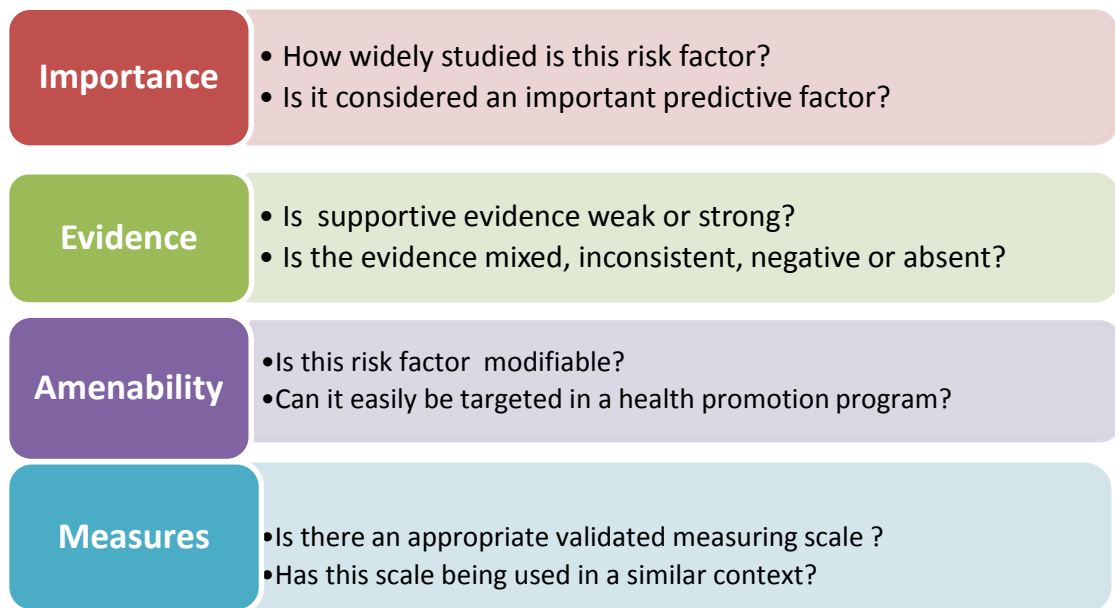 Importance
• How widely studied is this risk factor?
• Is it considered an important predictive factor?
Evidence
• Is supportive evidence weak or strong?
• Is the evidence mixed, inconsistent, negative or absent?
Amenability
•Is this risk factor modifiable?
•Can it easily be targeted in a health promotion program?
Measures
•Is there an appropriate validated measuring scale ?
•Has this scale being used in a similar context?